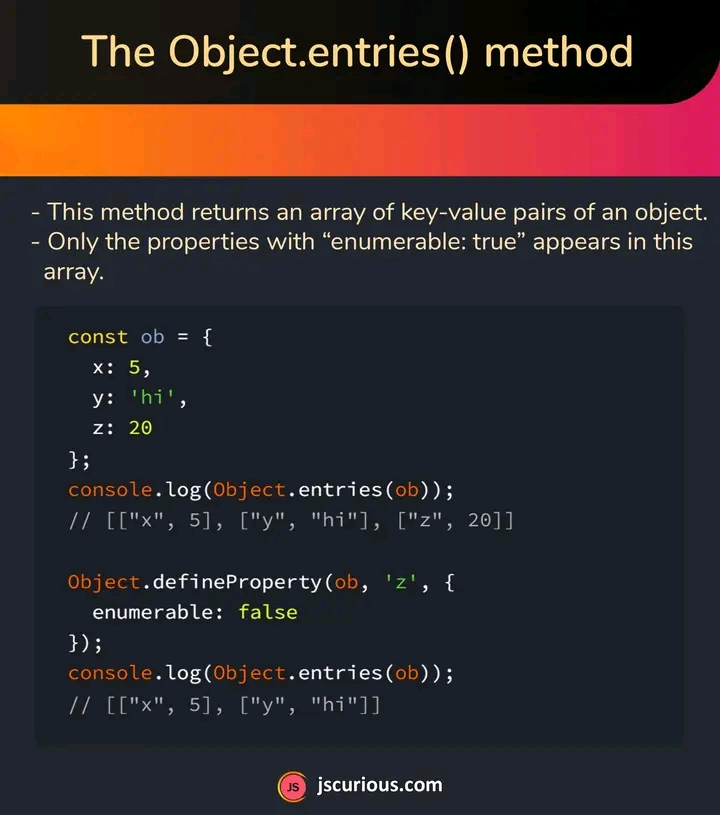 The Object.entries() method
- This method returns an array of key-value pairs of an object.
- Only the properties with “enumerable: true” appears in this
array.
const ob = {
x: 5,
y: 'hi',
z: 20
};
console.log(Object.entries(ob));
// [["x", 5], ["y", "hi"], ["z", 20]]
Object.defineProperty(ob, 'z', {
enumerable: false
});
console.log(Object.entries(ob));
// [["x", 5], ["y", "hi"]]
JS jscurious.com